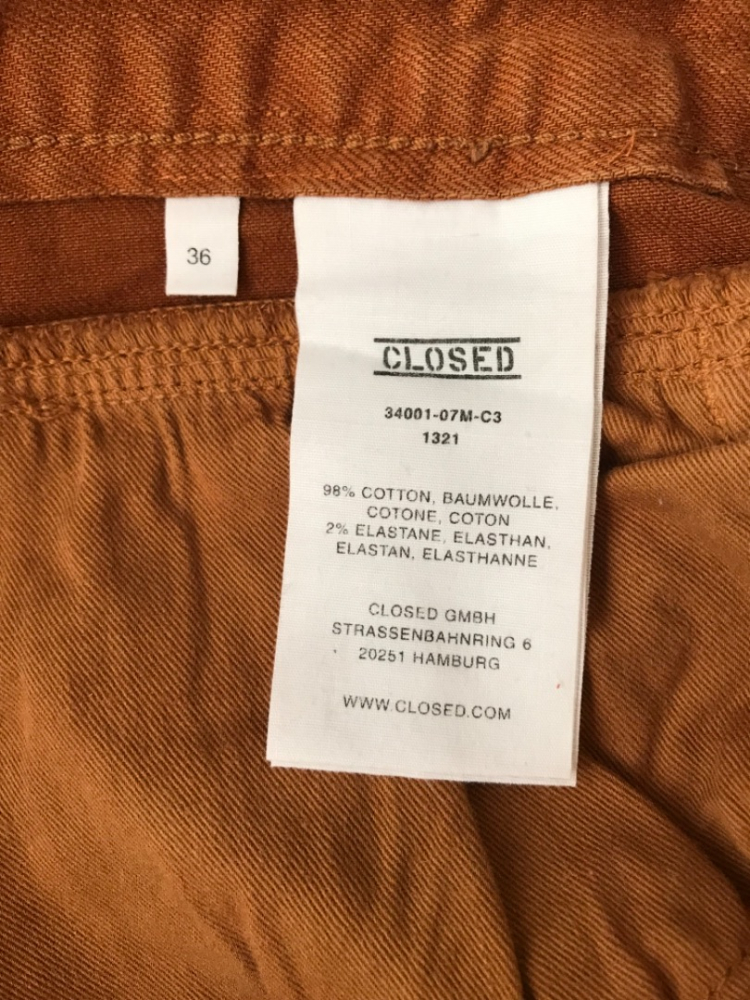 36
CLOSED
34001-07M-C3
1321
98% COTTON, BAUMWOLLE,
COTONE, COTON
2% ELASTANE, ELASTHAN,
ELASTAN, ELASTHANNE
CLOSED GMBH
STRASSENBAHNRING 6
20251 HAMBURG
WWW.CLOSED.COM